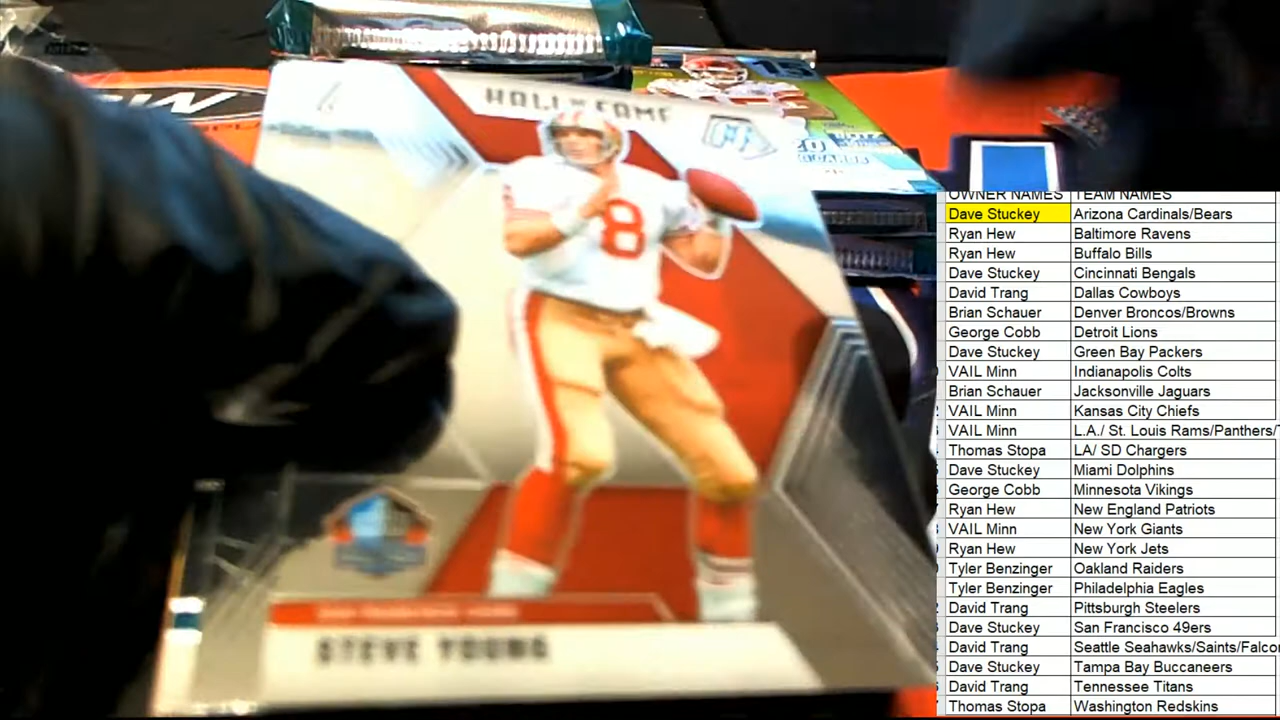 HALL OF FAME
15
20
CARDS
8
STEVE YOUNG
OWNER NAMES TEAM NAMES
Dave Stuckey Arizona Cardinals/Bears
Ryan Hew Baltimore Ravens
Ryan Hew Buffalo Bills
Dave Stuckey Cincinnati Bengals
David Trang Dallas Cowboys
Brian Schauer Denver Broncos/Browns
George Cobb Detroit Lions
Dave Stuckey Green Bay Packers
VAIL Minn Indianapolis Colts
Brian Schauer Jacksonville Jaguars
VAIL Minn Kansas City Chiefs
VAIL Minn L.A./ St. Louis Rams/Panthers/
Thomas Stopa LA/ SD Chargers
Dave Stuckey Miami Dolphins
George Cobb Minnesota Vikings
Ryan Hew New England Patriots
VAIL Minn New York Giants
Ryan Hew New York Jets
Tyler Benzinger Oakland Raiders
Tyler Benzinger Philadelphia Eagles
David Trang Pittsburgh Steelers
Dave Stuckey San Francisco 49ers
David Trang Seattle Seahawks/Saints/Falco
Dave Stuckey Tampa Bay Buccaneers
David Trang Tennessee Titans
Thomas Stopa Washington Redskins